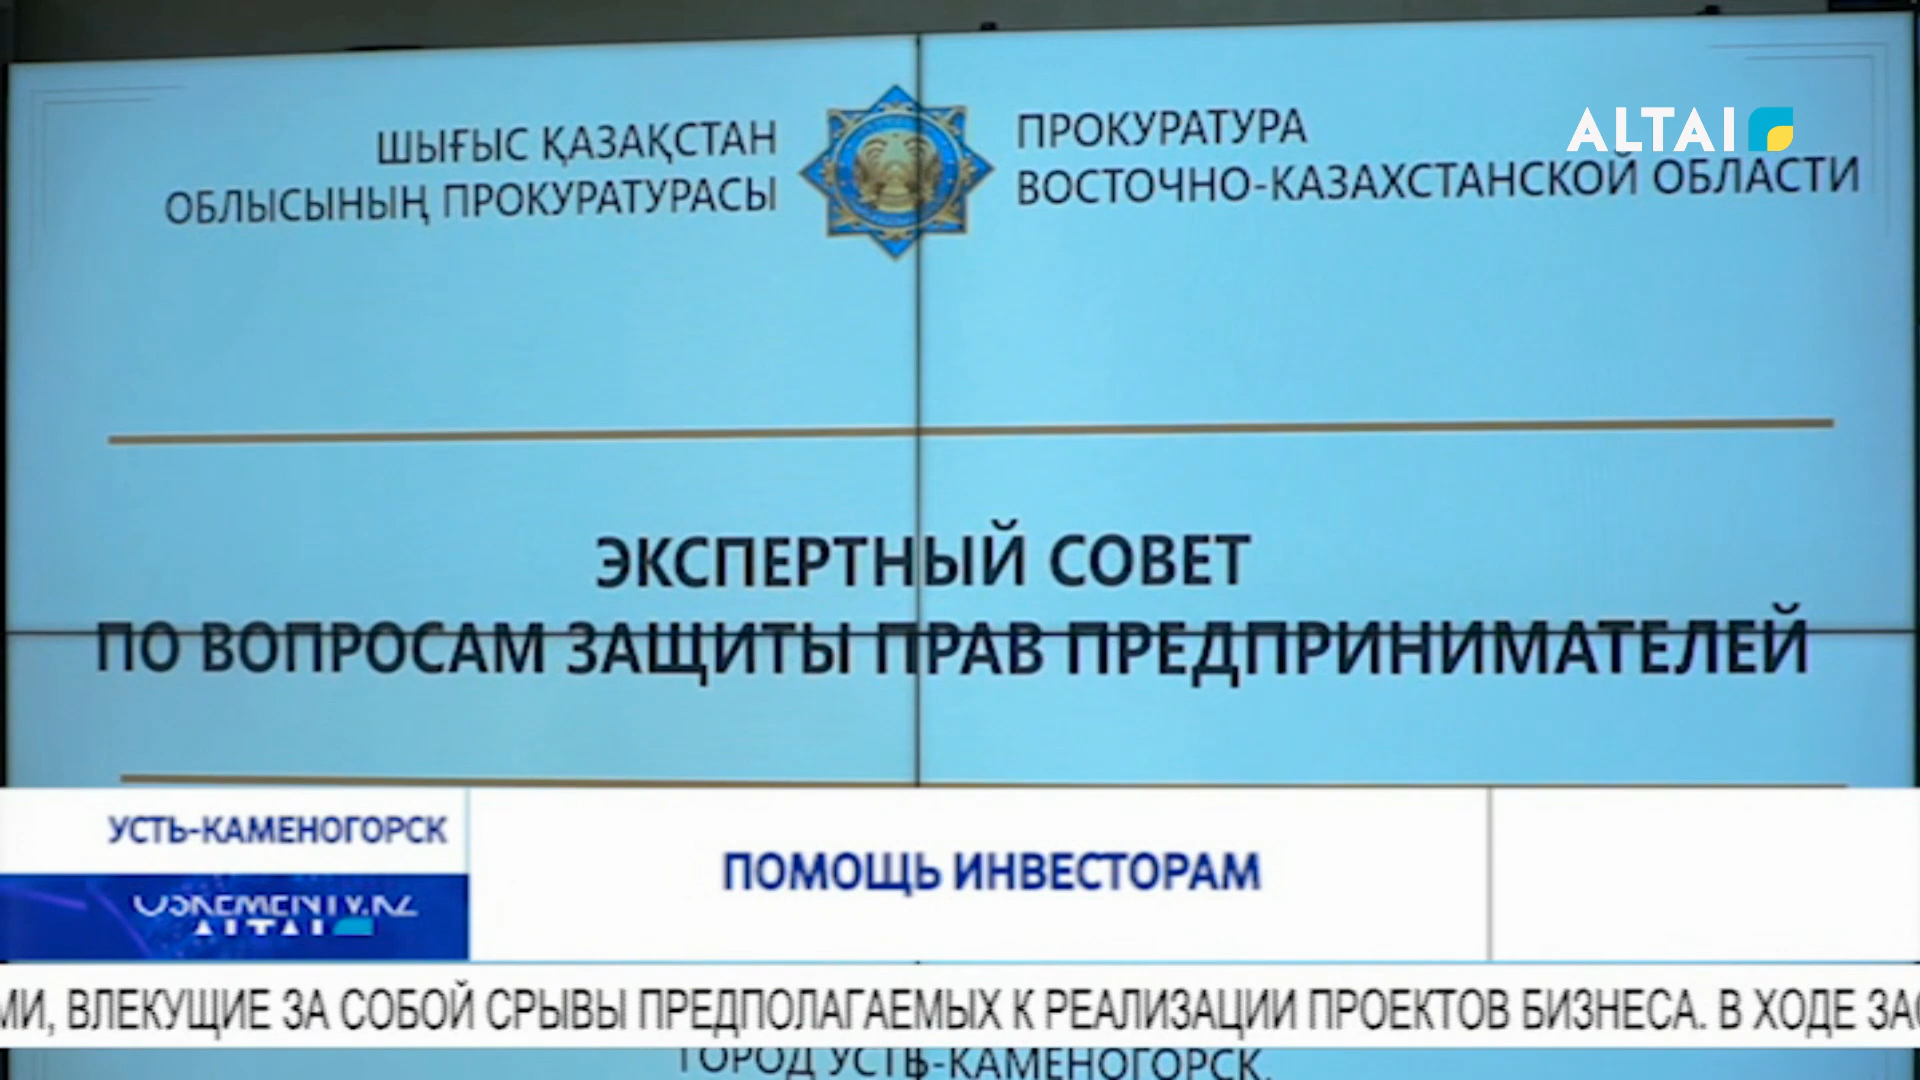 ШЫҒЫС ҚАЗАҚСТАН
ОБЛЫСЫНЫҢ ПРОКУРАТУРАСЫ
ПРОКУРАТУРА
ВОСТОЧНО-КАЗАХСТАНСКОЙ ОБЛАСТИ
ALTAI
ЭКСПЕРТНЫЙ СОВЕТ
ПО ВОПРОСАМ ЗАЩИТЫ ПРАВ ПРЕДПРИНИМАТЕЛЕЙ
УСТЬ-КАМЕНОГОРСК
ПОМОЩЬ ИНВЕСТОРАМ
ALTAI
МИ, ВЛЕКУЩИЕ ЗА СОБОЙ СРЫВЫ ПРЕДПОЛАГАЕМЫХ К РЕАЛИЗАЦИИ ПРОЕКТОВ БИЗНЕСА. В ХОДЕ ЗАС
ГОРОД УСТЬ-КАМЕНОГОРСК,